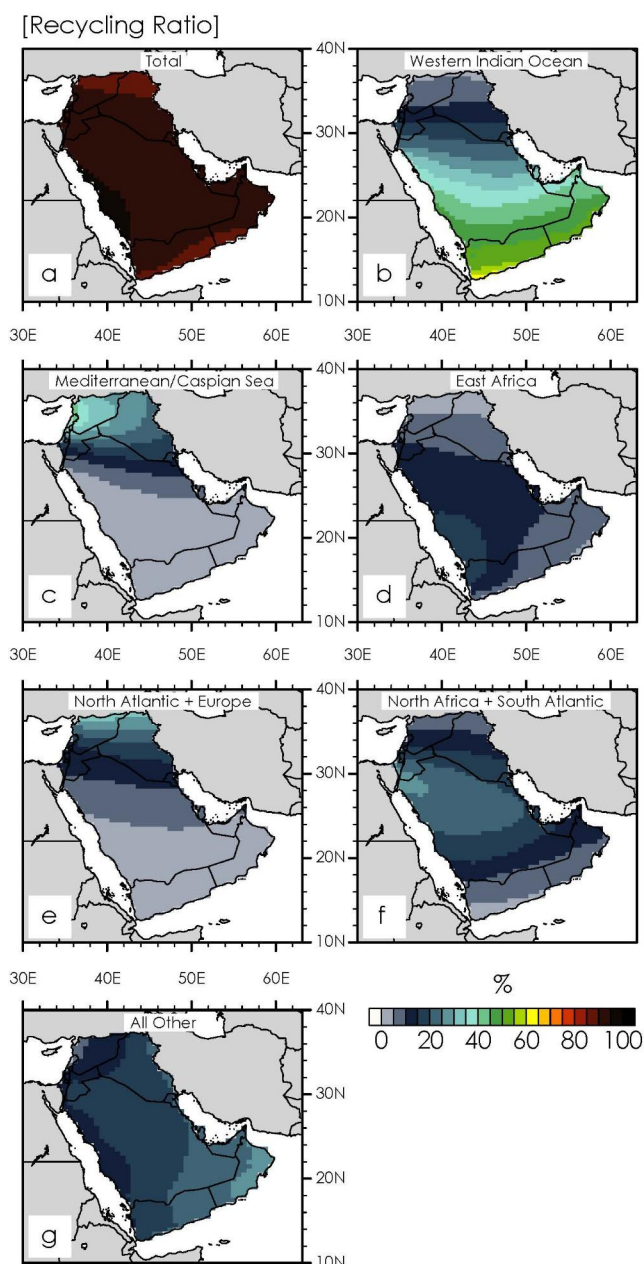 [Recycling Ratio]
Total
Western Indian Ocean
40N
30N
20N
10N
a
b
30E 40E 50E 60E 30E 40E 50E 60E
Mediterranean/Caspian Sea
East Africa
40N
30N
20N
10N
c
d
30E 40E 50E 60E 30E 40E 50E 60E
North Atlantic + Europe
North Africa + South Atlantic
40N
30N
20N
10N
e
f
30E 40E 50E 60E
%
0 20 40 60 80 100
All Other
40N
30N
20N
10N
g